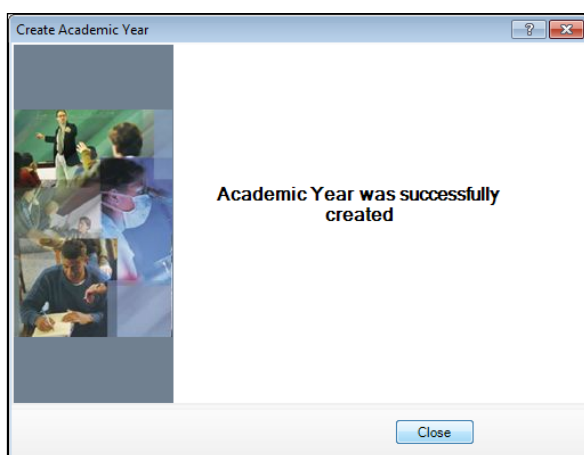 Create Academic Year
?
Academic Year was successfully
created
Close